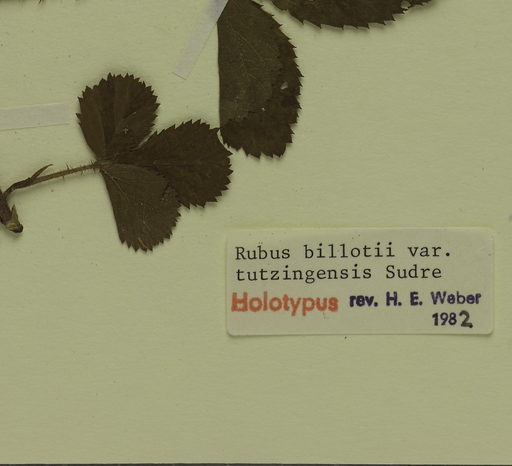 Rubus billotii var.
tutzingensis Sudre
Holotypus rev. H. E. Weber
1982